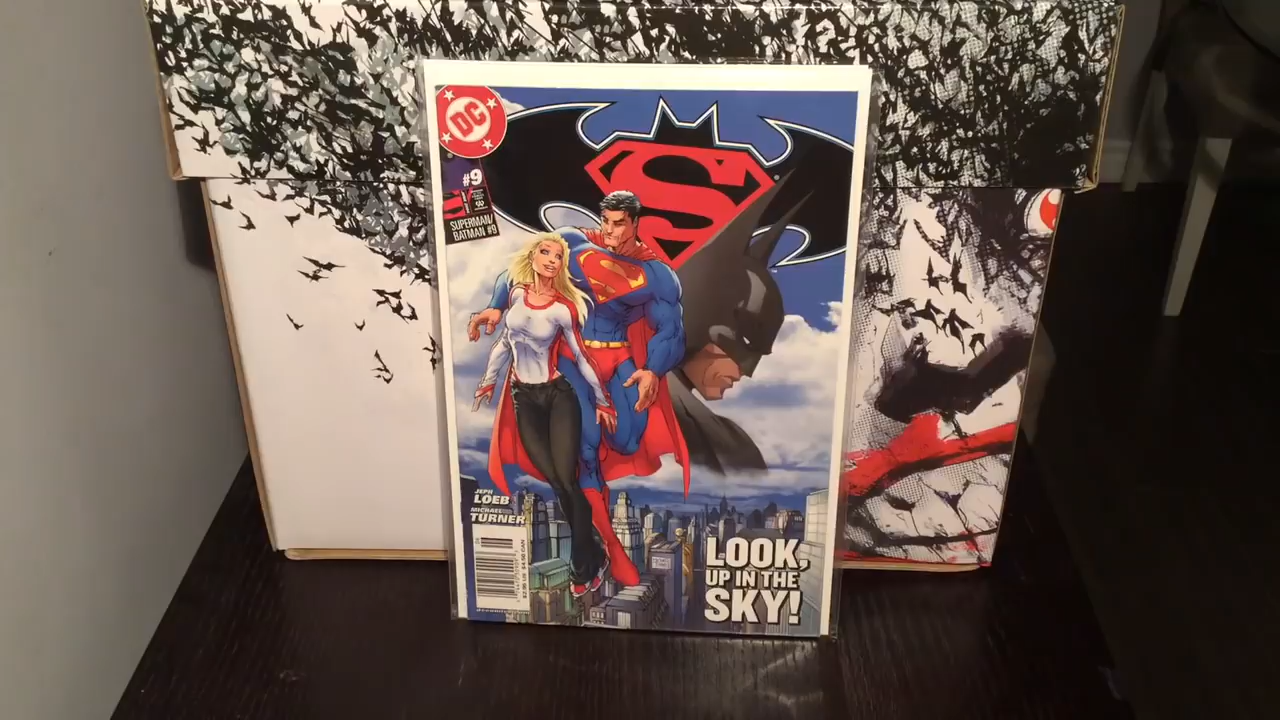 DC
#9
SUPERMAN/
BATMAN #9
S
JEPH
LOEB
MICHAEL
TURNER
LOOK,
UP IN THE
SKY!